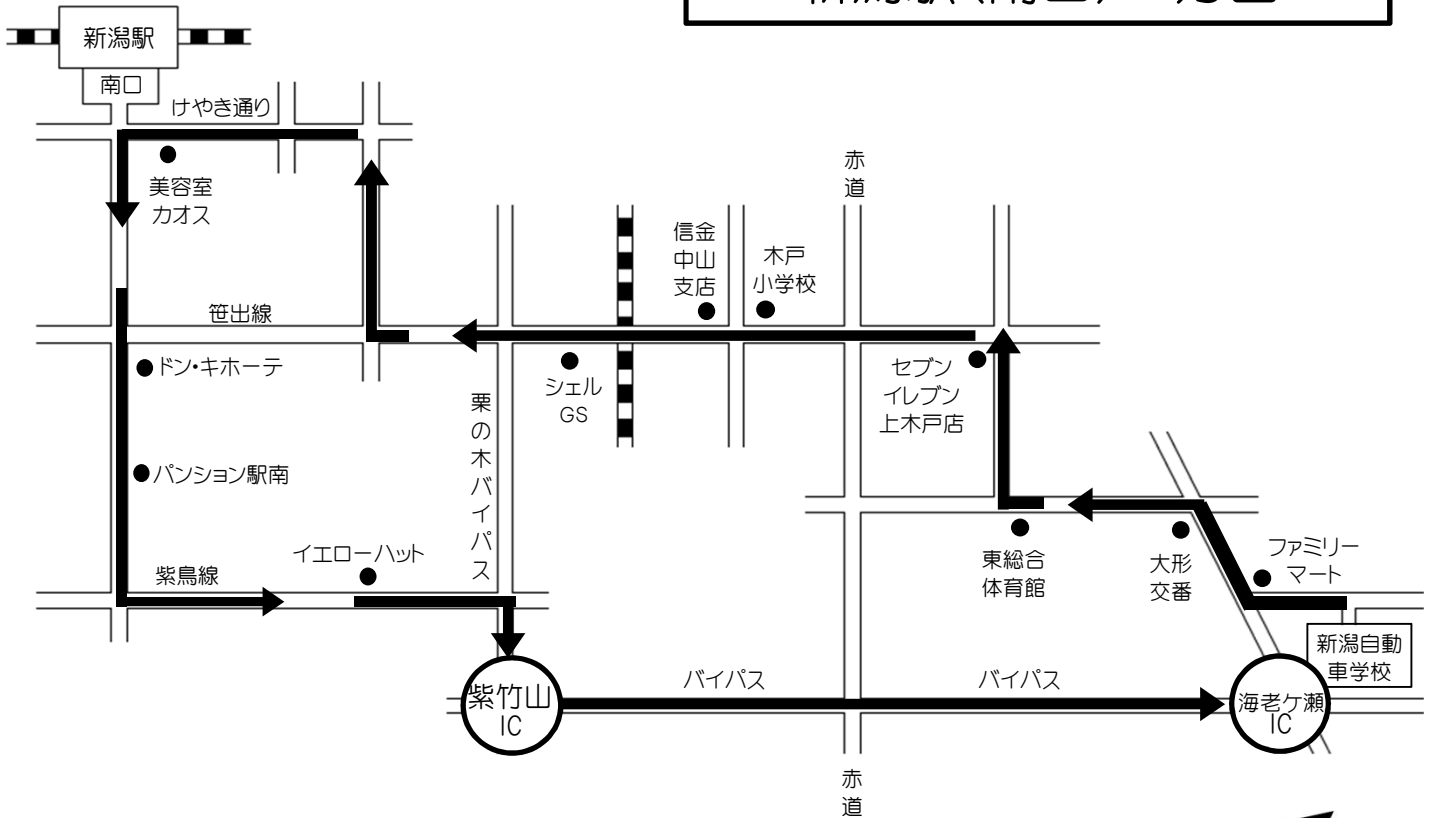 新潟駅
南口
けやき通り
美容室
カオス
赤道
信金
中山
支店
木戸
小学校
笹出線
ドン・キホーテ
シェル
GS
セブン
イレブン
上木戸店
栗の木バイパス
パンション駅南
イエローハット
紫鳥線
東総合
体育館
大形
交番
ファミリー
マート
新潟自動
車学校
紫竹山
IC
バイパス
バイパス
海老ケ瀬
IC
赤道